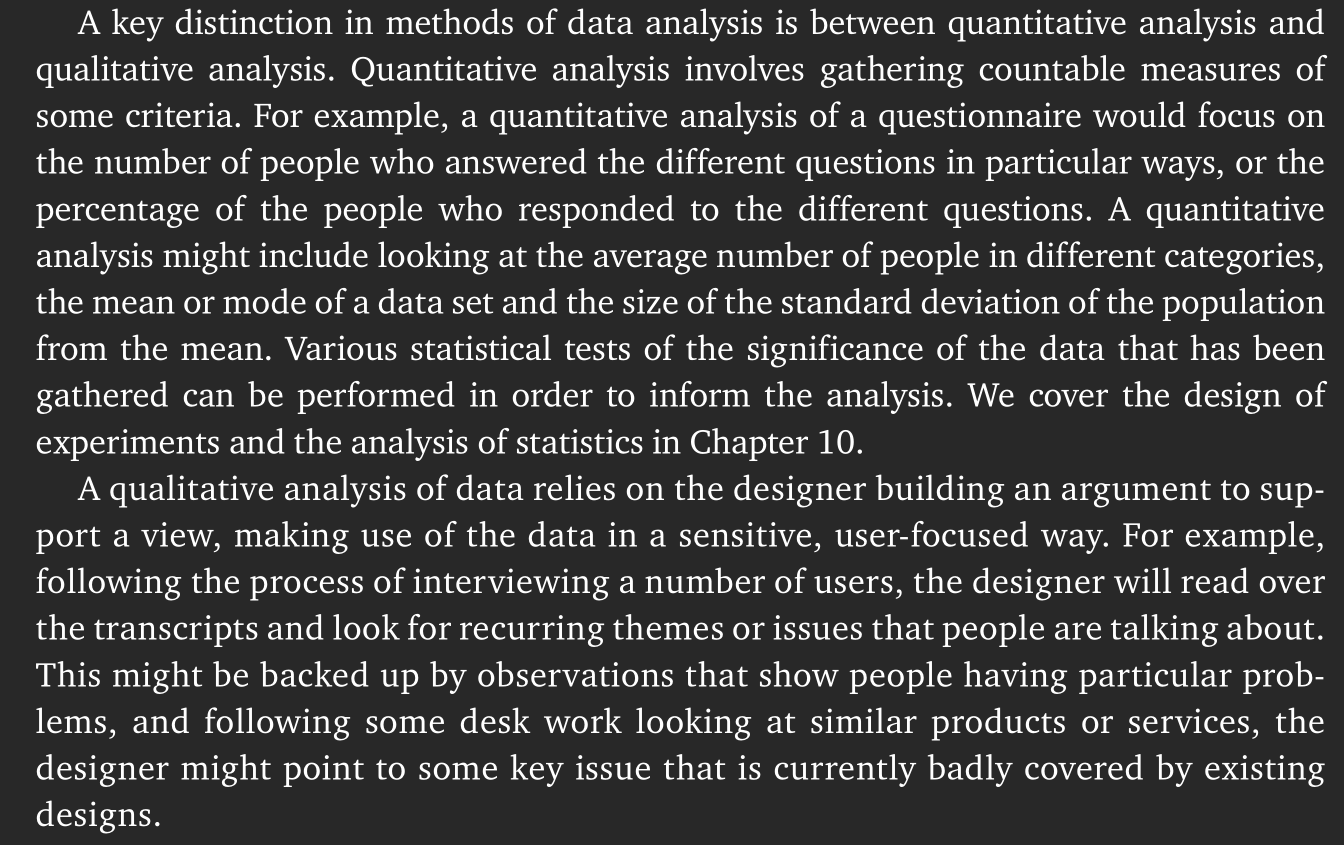 A key distinction in methods of data analysis is between quantitative analysis and
qualitative analysis. Quantitative analysis involves gathering countable measures of
some criteria. For example, a quantitative analysis of a questionnaire would focus on
the number of people who answered the different questions in particular ways, or the
percentage of the people who responded to the different questions. A quantitative
analysis might include looking at the average number of people in different categories,
the mean or mode of a data set and the size of the standard deviation of the population
from the mean. Various statistical tests of the significance of the data that has been
gathered can be performed in order to inform the analysis. We cover the design of
experiments and the analysis of statistics in Chapter 10.
A qualitative analysis of data relies on the designer building an argument to sup-
port a view, making use of the data in a sensitive, user-focused way. For example,
following the process of interviewing a number of users, the designer will read over
the transcripts and look for recurring themes or issues that people are talking about.
This might be backed up by observations that show people having particular prob-
lems, and following some desk work looking at similar products or services, the
designer might point to some key issue that is currently badly covered by existing
designs.